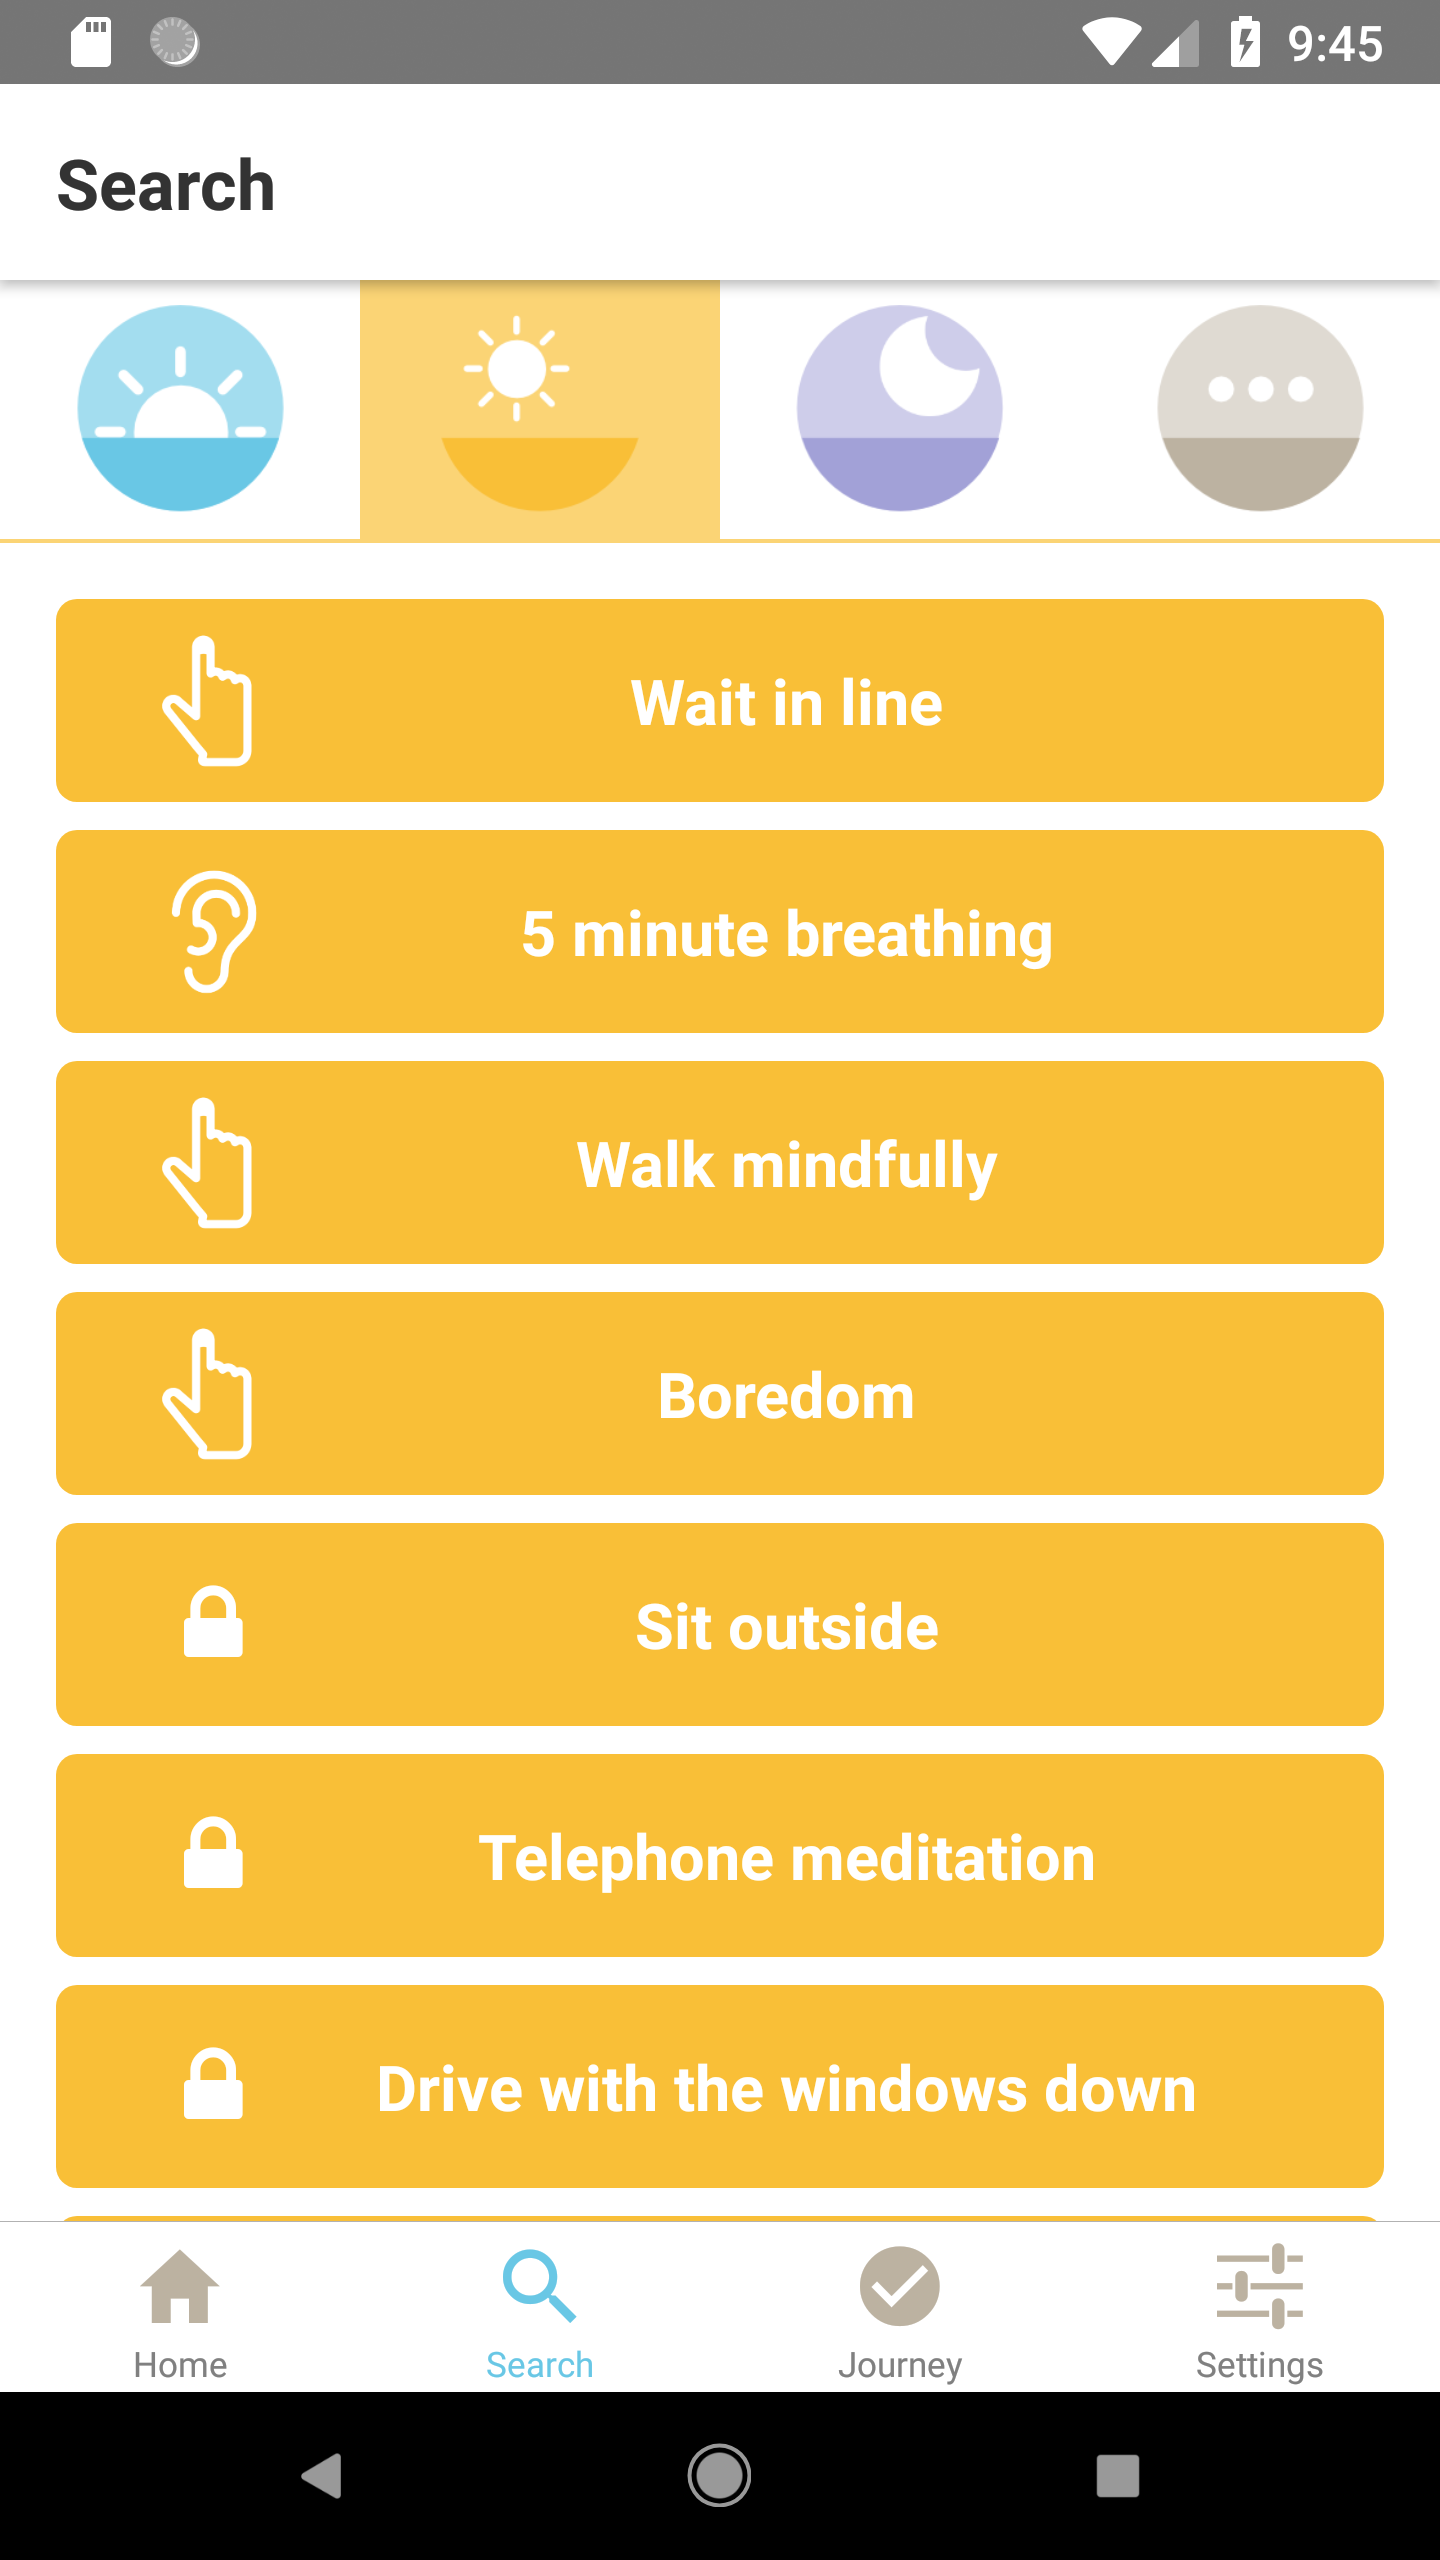 9:45
Search
Wait in line
5 minute breathing
Walk mindfully
Boredom
Sit outside
Telephone meditation
Drive with the windows down
Home
Search
Journey
Settings